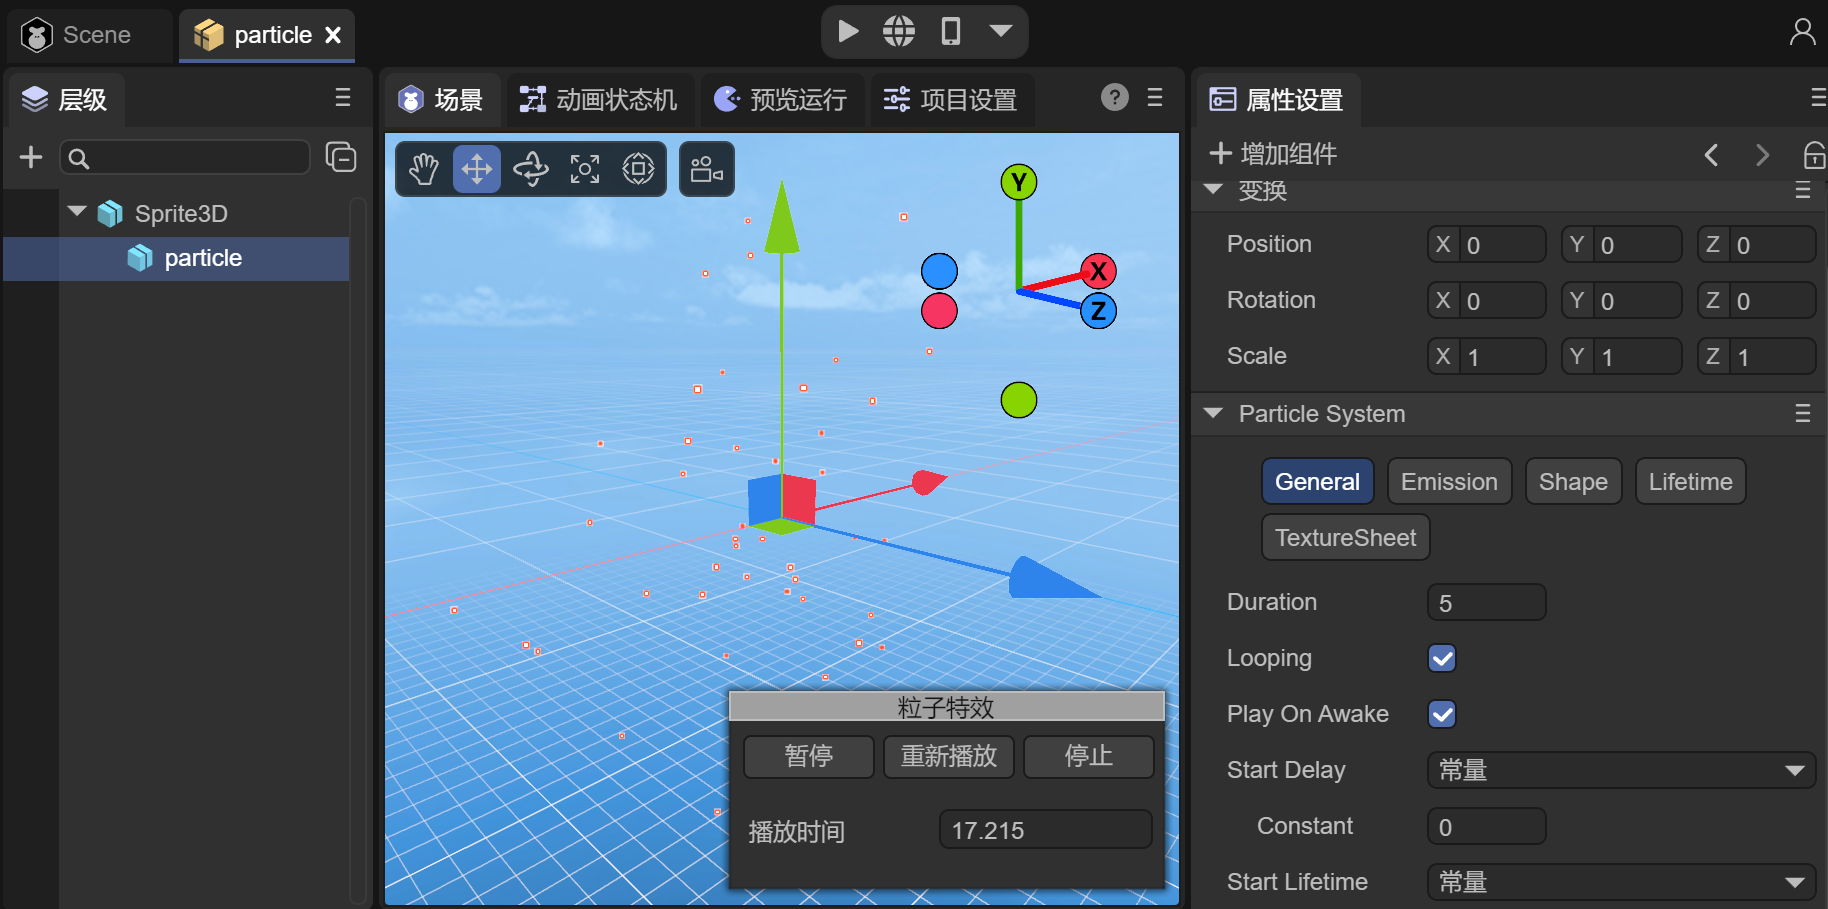 Scene
particle
层级
场景
动画状态机
预览运行
项目设置
?
属性设置
增加组件
Sprite3D
particle
Y
X
Z
变换
Position X 0 Y 0 Z 0
Rotation X 0 Y 0 Z 0
Scale X 1 Y 1 Z 1
Particle System
General Emission Shape Lifetime
TextureSheet
Duration 5
Looping
Play On Awake
Start Delay 常量
Constant 0
Start Lifetime 常量
粒子特效
暂停 重新播放 停止
播放时间 17.215